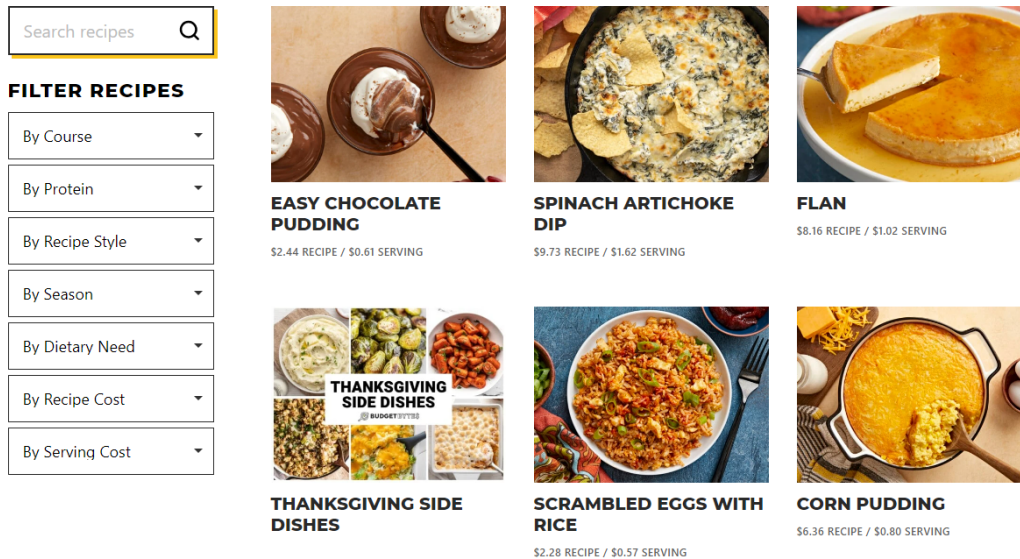 Search recipes
FILTER RECIPES
By Course
By Protein
By Recipe Style
By Season
By Dietary Need
By Recipe Cost
By Serving Cost
EASY CHOCOLATE
PUDDING
$2.44 RECIPE / $0.61 SERVING
SPINACH ARTICHOKE
DIP
$9.73 RECIPE / $1.62 SERVING
FLAN
$8.16 RECIPE / $1.02 SERVING
THANKSGIVING
SIDE DISHES
BUDGETBYTES
THANKSGIVING SIDE
DISHES
SCRAMBLED EGGS WITH
RICE
$2.28 RECIPE / $0.57 SERVING
CORN PUDDING
$6.36 RECIPE / $0.80 SERVING